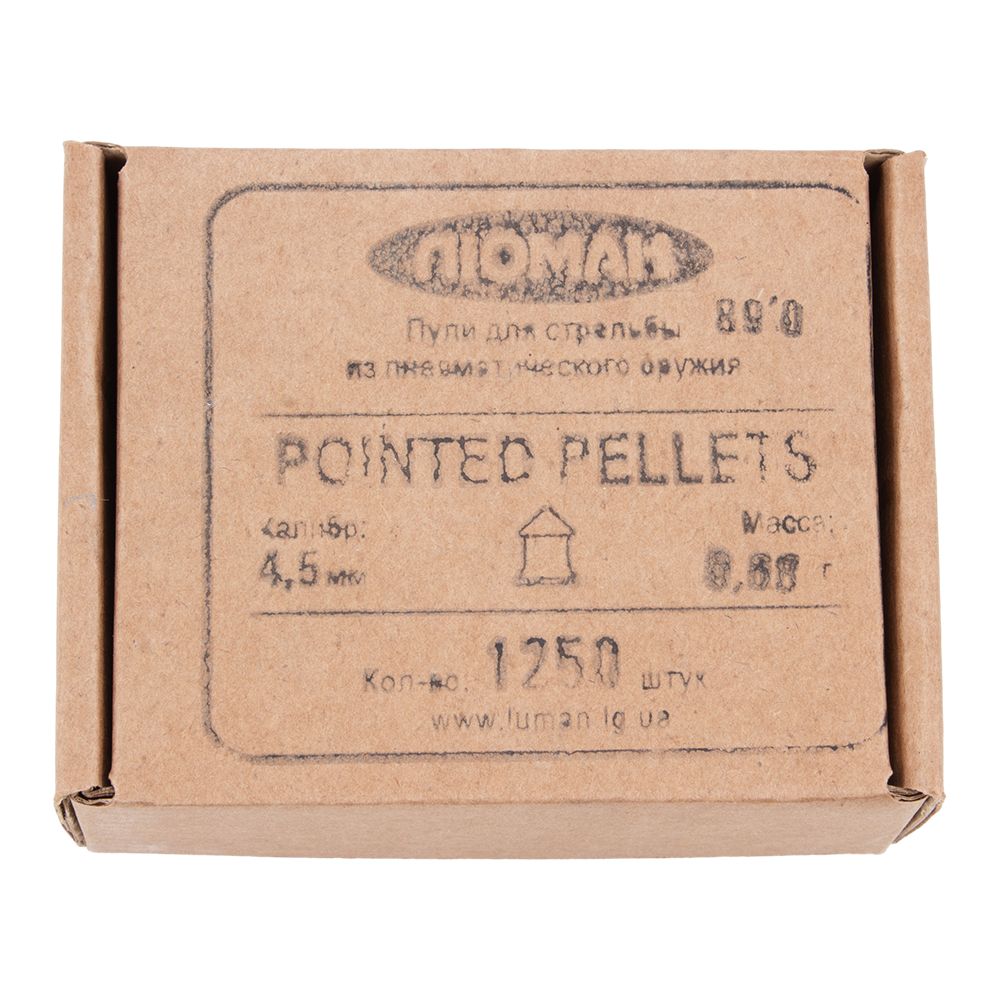 ЛЮМАН
0,68
Пули для стрельбы
из пневматического оружия
POINTED PELLETS
Калибр: Масса:
4,5 мм 0,68 г
Кол-во: 1250 штук
www.luman.lg.ua